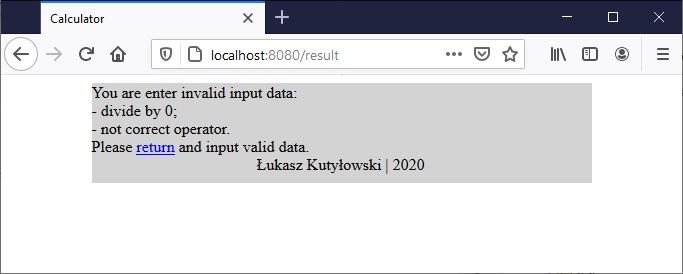 Calculator
localhost:8080/result
You are enter invalid input data:
- divide by 0;
- not correct operator.
Please return and input valid data.
Łukasz Kutyłowski | 2020